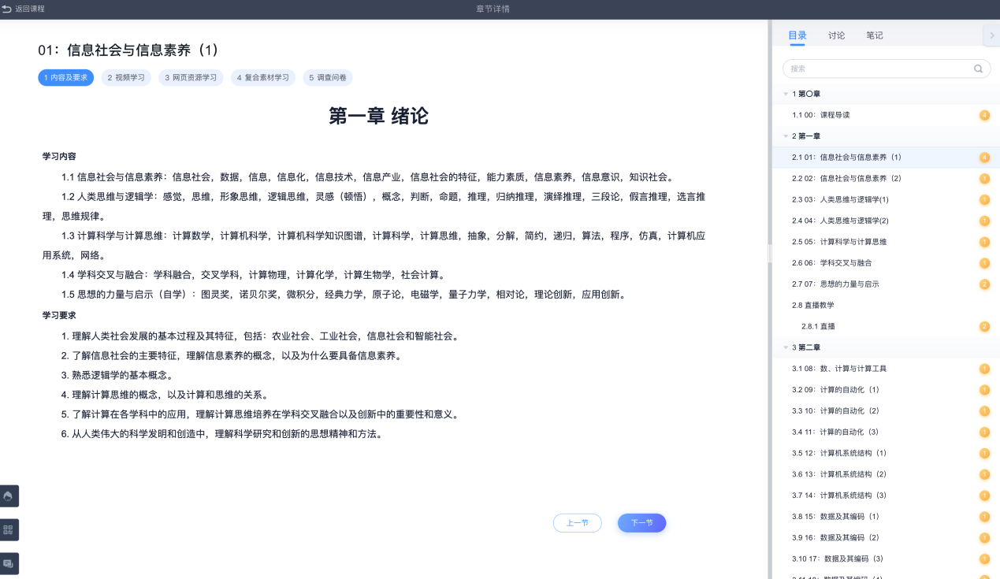 返回课程
章节详情
01：信息社会与信息素养（1）
1 内容及要求
2 视频学习
3 网页资源学习
4 复合素材学习
5 调查问卷
第一章 绪论
学习内容
1.1 信息社会与信息素养：信息社会，数据，信息，信息化，信息技术，信息产业，信息社会的特征，能力素质，信息素养，信息意识，知识社会。
1.2 人类思维与逻辑学：感觉，思维，形象思维，逻辑思维，灵感（顿悟），概念，判断，命题，推理，归纳推理，演绎推理，三段论，假言推理，选言推
理，思维规律。
1.3 计算科学与计算思维：计算数学，计算机科学，计算机科学知识图谱，计算科学，计算思维，抽象，分解，简约，递归，算法，程序，仿真，计算机应
用系统，网络。
1.4 学科交叉与融合：学科融合，交叉学科，计算物理，计算化学，计算生物学，社会计算。
1.5 思想的力量与启示（自学）：图灵奖，诺贝尔奖，微积分，经典力学，原子论，电磁学，量子力学，相对论，理论创新，应用创新。
学习要求
1. 理解人类社会发展的基本过程及其特征，包括：农业社会、工业社会，信息社会和智能社会。
2. 了解信息社会的主要特征，理解信息素养的概念，以及为什么要具备信息素养。
3. 熟悉逻辑学的基本概念。
4. 理解计算思维的概念，以及计算和思维的关系。
5. 了解计算在各学科中的应用，理解计算思维培养在学科交叉融合以及创新中的重要性和意义。
6. 从人类伟大的科学发明和创造中，理解科学研究和创新的思想精神和方法。
上一节
下一节
目录
讨论
笔记
搜索
1 第〇章
1.1 00：课程导读
4
2 第一章
2.1 01：信息社会与信息素养（1）
4
2.2 02：信息社会与信息素养（2）
1
2.3 03：人类思维与逻辑学(1)
1
2.4 04：人类思维与逻辑学(2)
1
2.5 05：计算科学与计算思维
1
2.6 06：学科交叉与融合
1
2.7 07：思想的力量与启示
2
2.8 直播教学
2.8.1 直播
2
3 第二章
3.1 08：数、计算与计算工具
1
3.2 09：计算的自动化（1）
1
3.3 10：计算的自动化（2）
1
3.4 11：计算的自动化（3）
1
3.5 12：计算机系统结构（1）
1
3.6 13：计算机系统结构（2）
1
3.7 14：计算机系统结构（3）
1
3.8 15：数据及其编码（1）
1
3.9 16：数据及其编码（2）
1
3.10 17：数据及其编码（3）
1